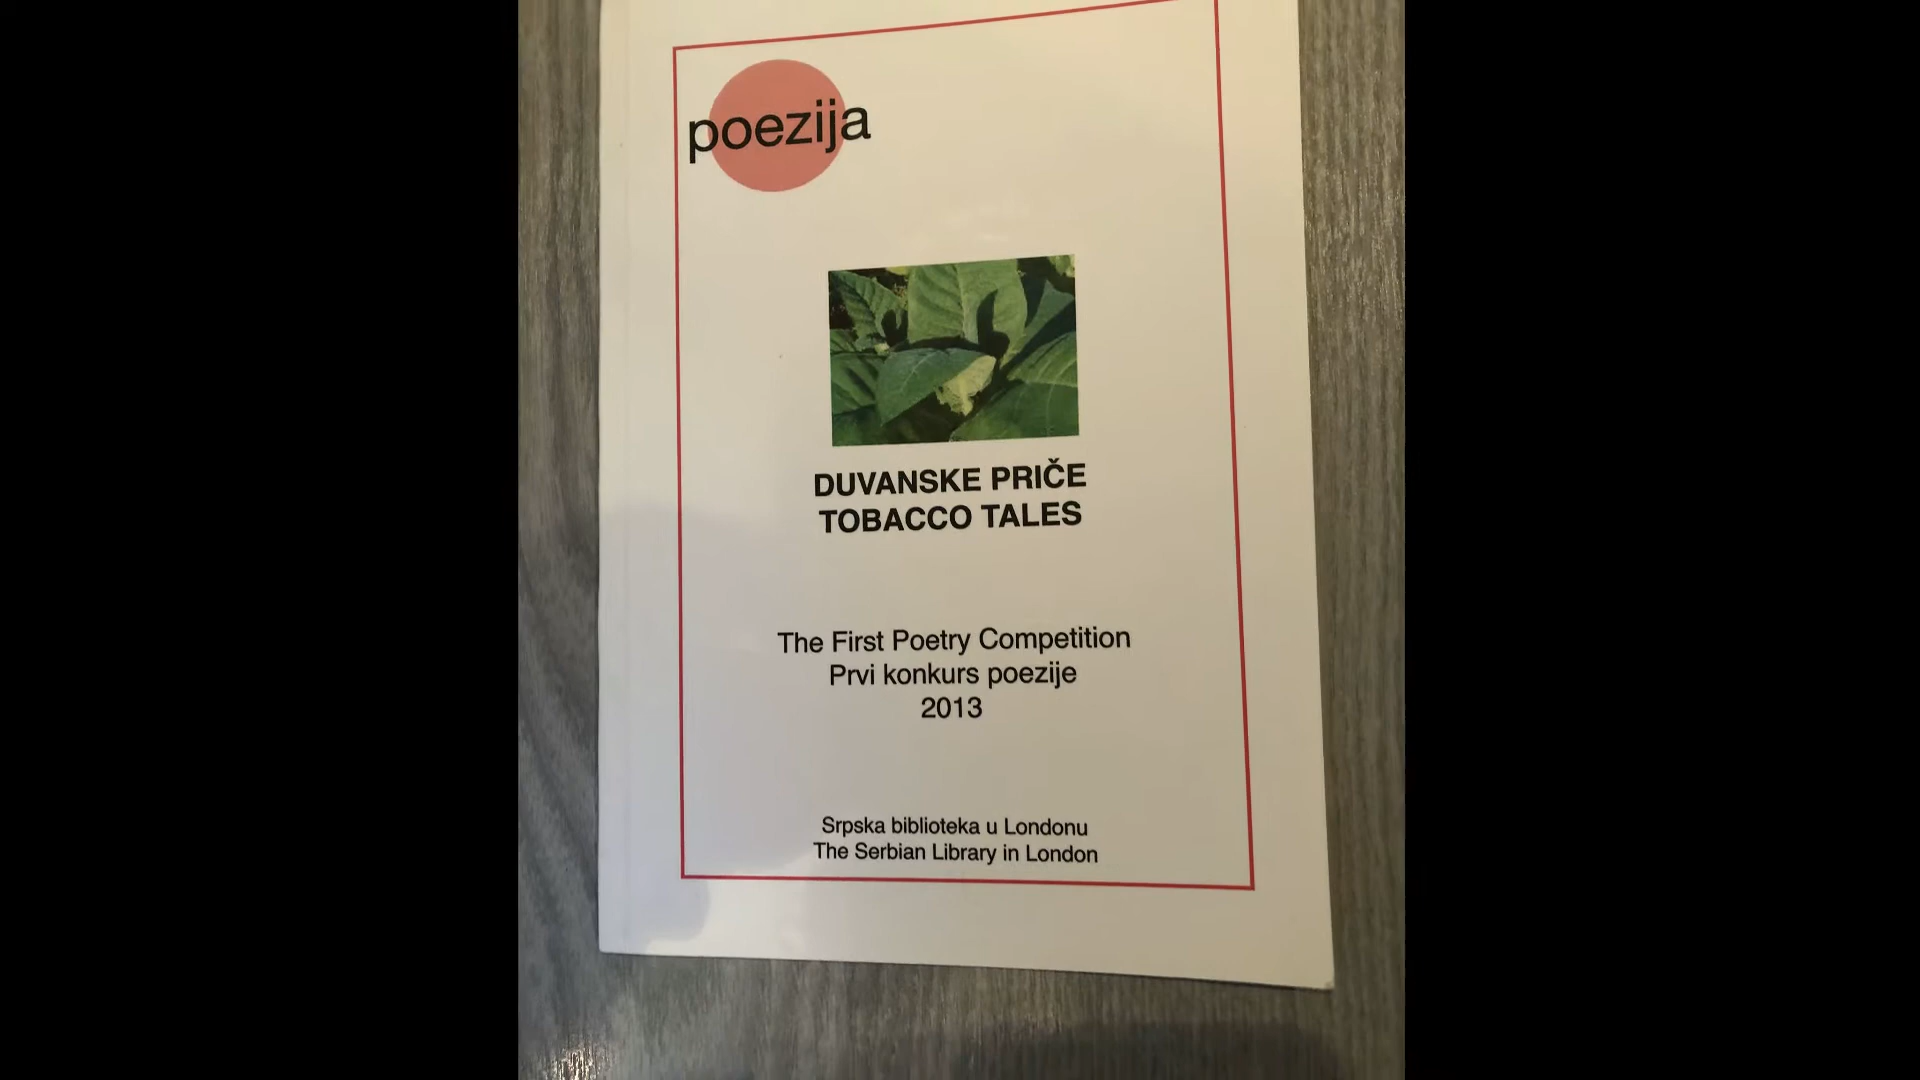 poezija
DUVANSKE PRIČE
TOBACCO TALES
The First Poetry Competition
Prvi konkurs poezije
2013
Srpska biblioteka u Londonu
The Serbian Library in London